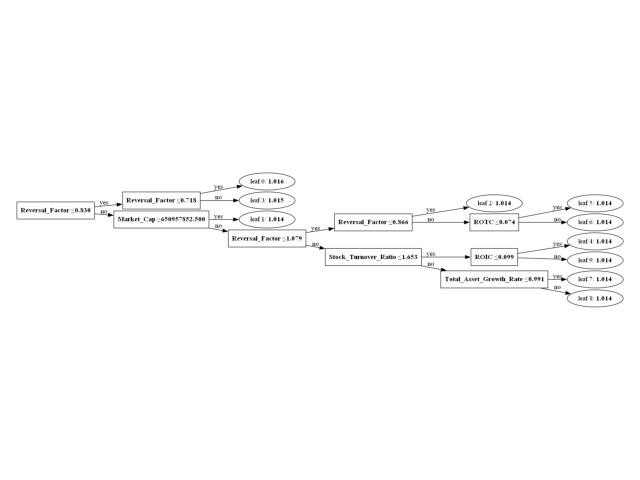 leaf 0: 1.016
yes
Reversal_Factor ≤0.718
yes
no
leaf 3: 1.015
Reversal_Factor ≤0.830
no
Market_Cap ≤650957852.500
yes
leaf 1: 1.014
no
Reversal_Factor ≤1.079
yes
Reversal_Factor ≤0.866
yes
leaf 2: 1.014
no
ROTC ≤0.074
yes
leaf 5: 1.014
no
leaf 6: 1.014
no
Stock_Turnover_Ratio ≤1.653
yes
ROIC ≤0.099
yes
leaf 4: 1.014
no
leaf 9: 1.014
no
Total_Asset_Growth_Rate ≤0.991
yes
leaf 7: 1.014
no
leaf 8: 1.014